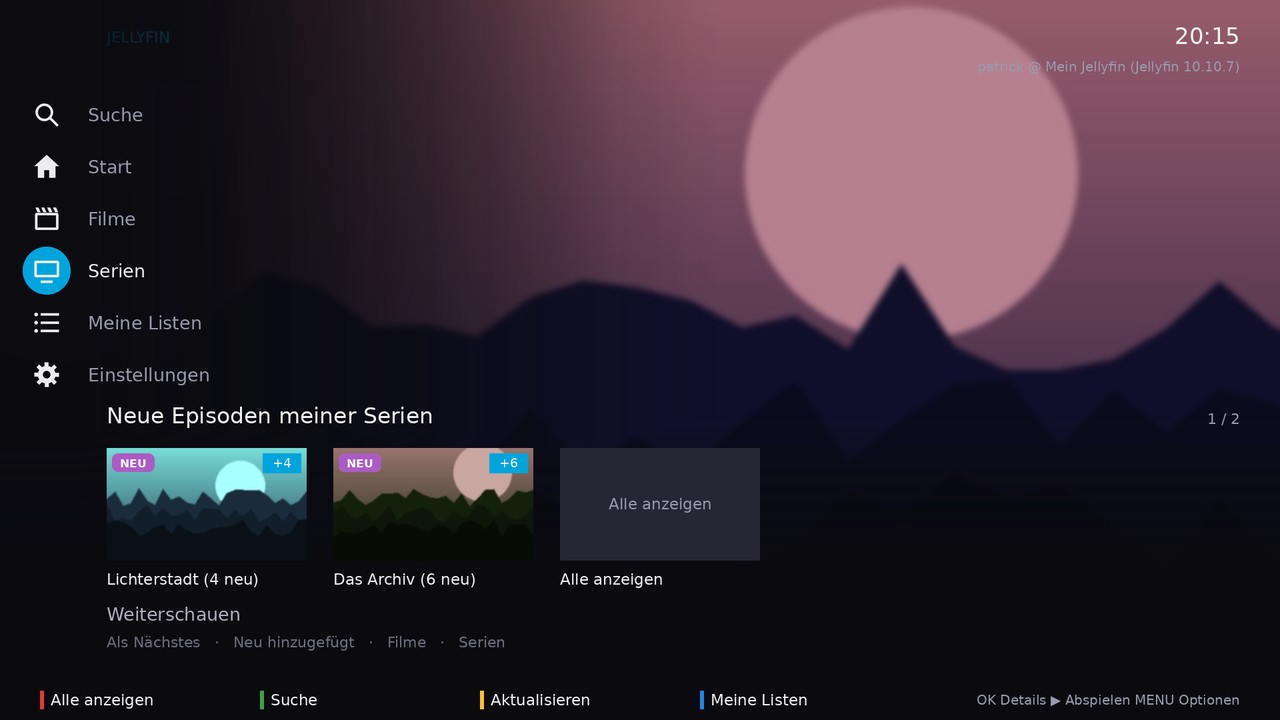 JELLYFIN
20:15
patrick @ Mein Jellyfin (Jellyfin 10.10.7)
Suche
Start
Filme
Serien
Meine Listen
Einstellungen
Neue Episoden meiner Serien
1 / 2
NEU +4
NEU +6
Alle anzeigen
Lichterstadt (4 neu)
Das Archiv (6 neu)
Alle anzeigen
Weiterschauen
Als Nächstes · Neu hinzugefügt · Filme · Serien
Alle anzeigen
Suche
Aktualisieren
Meine Listen
OK Details ▶ Abspielen MENU Optionen